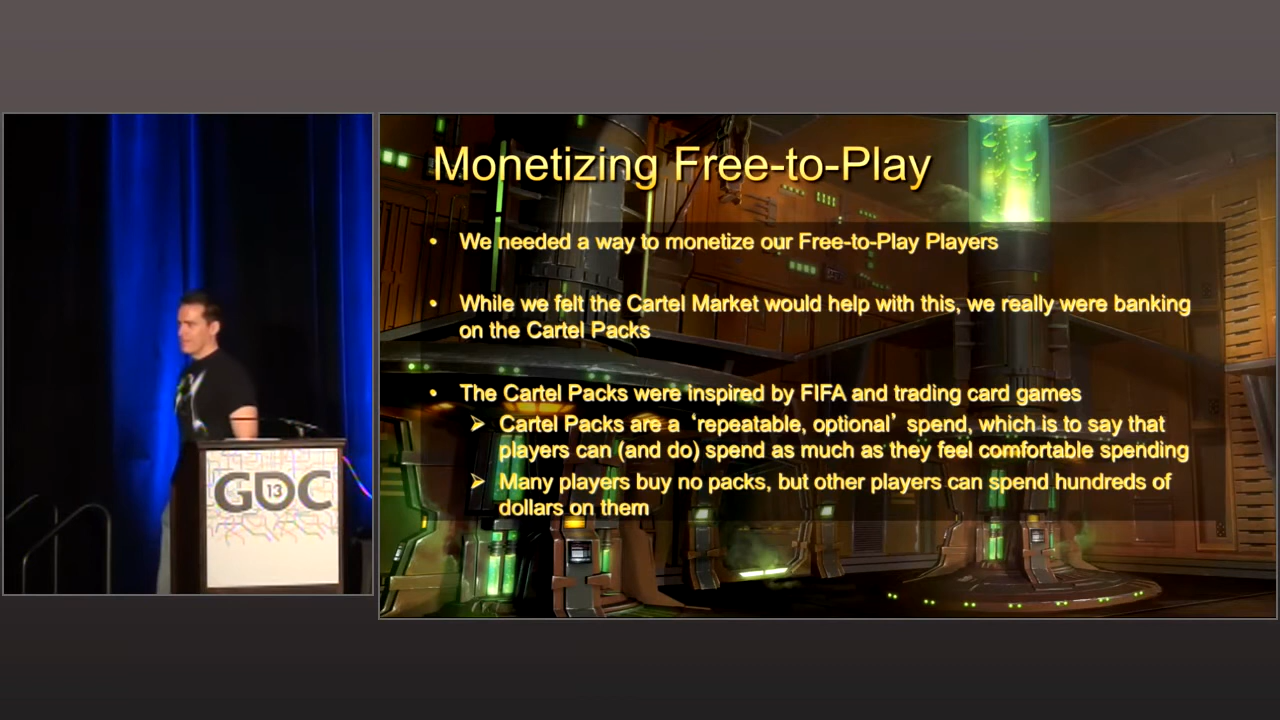 Monetizing Free-to-Play
• We needed a way to monetize our Free-to-Play Players
• While we felt the Cartel Market would help with this, we really were banking
on the Cartel Packs
• The Cartel Packs were inspired by FIFA and trading card games
➢ Cartel Packs are a ‘repeatable, optional’ spend, which is to say that
players can (and do) spend as much as they feel comfortable spending
➢ Many players buy no packs, but other players can spend hundreds of
dollars on them
GDC
13